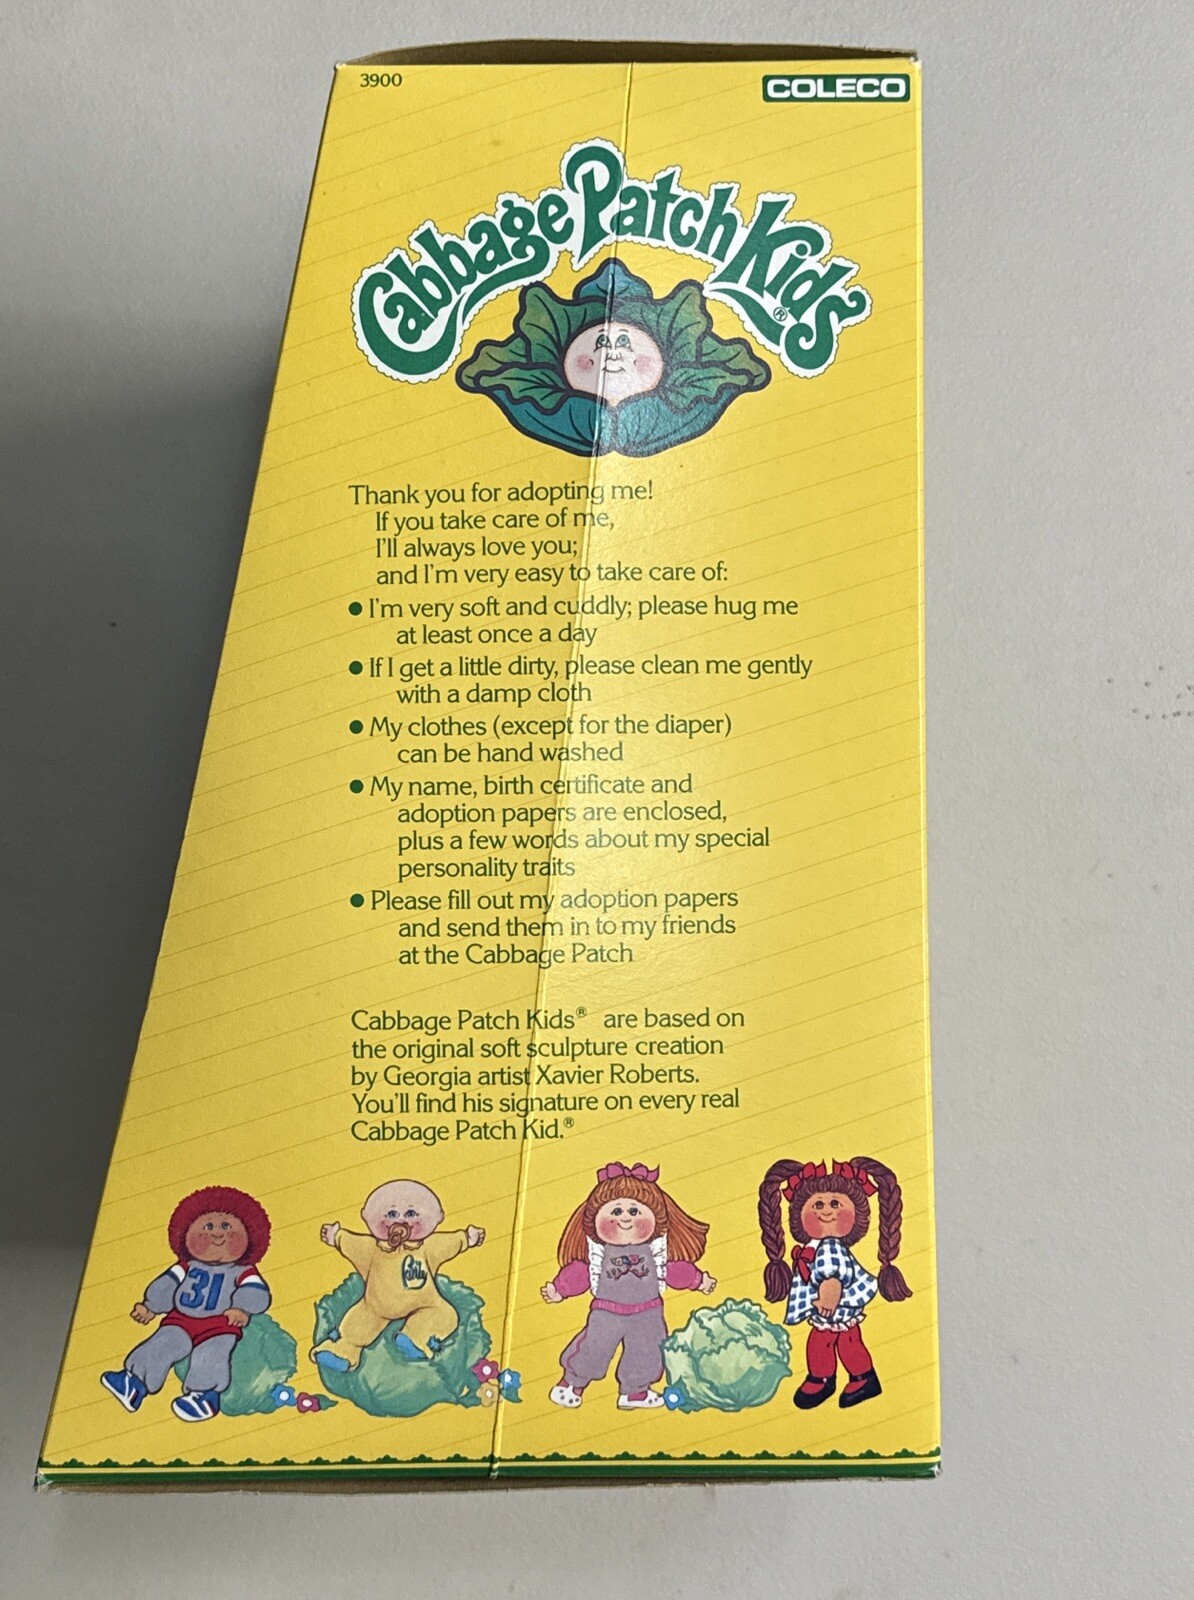 3900
COLECO
Cabbage Patch Kids®
Thank you for adopting me!
If you take care of me,
I'll always love you;
and I'm very easy to take care of:
● I'm very soft and cuddly; please hug me
at least once a day
● If I get a little dirty, please clean me gently
with a damp cloth
● My clothes (except for the diaper)
can be hand washed
● My name, birth certificate and
adoption papers are enclosed,
plus a few words about my special
personality traits
● Please fill out my adoption papers
and send them in to my friends
at the Cabbage Patch
Cabbage Patch Kids® are based on
the original soft sculpture creation
by Georgia artist Xavier Roberts.
You'll find his signature on every real
Cabbage Patch Kid.®
31